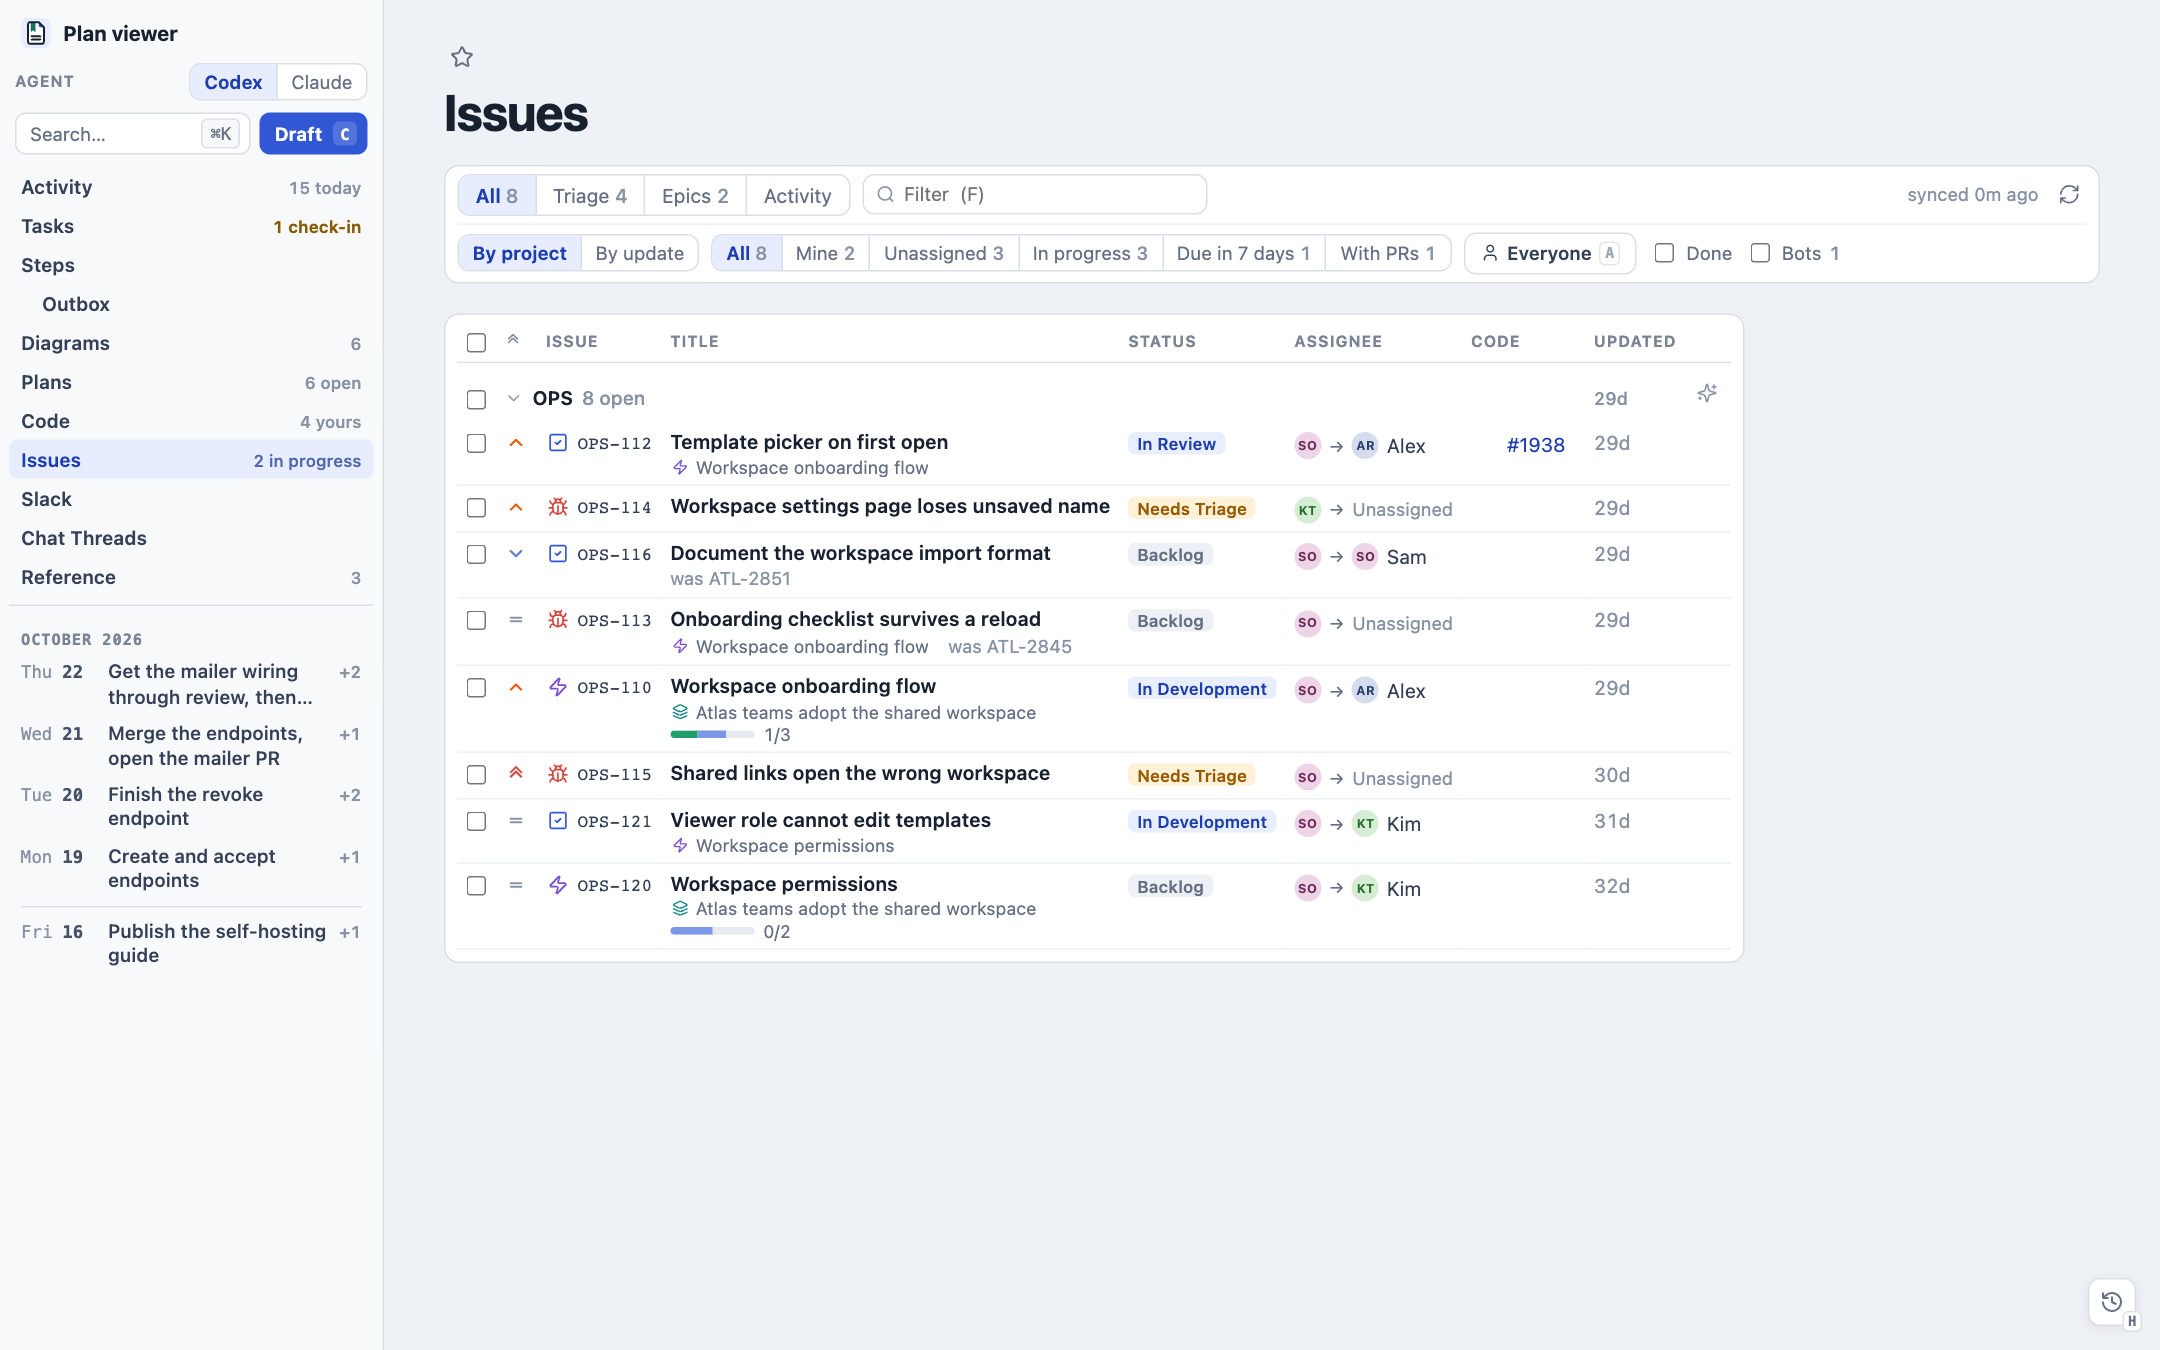 Plan viewer
AGENT
Codex
Claude
Search...
⌘K
Draft C
Activity 15 today
Tasks 1 check-in
Steps
Outbox
Diagrams 6
Plans 6 open
Code 4 yours
Issues 2 in progress
Slack
Chat Threads
Reference 3
OCTOBER 2026
Thu 22 Get the mailer wiring +2
through review, then...
Wed 21 Merge the endpoints, +1
open the mailer PR
Tue 20 Finish the revoke +2
endpoint
Mon 19 Create and accept +1
endpoints
Fri 16 Publish the self-hosting +1
guide
Issues
All 8 Triage 4 Epics 2 Activity Filter (F) synced 0m ago
By project By update All 8 Mine 2 Unassigned 3 In progress 3 Due in 7 days 1 With PRs 1 Everyone A Done Bots 1
ISSUE TITLE STATUS ASSIGNEE CODE UPDATED
OPS 8 open 29d
OPS-112 Template picker on first open In Review SO → AR Alex #1938 29d
Workspace onboarding flow
OPS-114 Workspace settings page loses unsaved name Needs Triage KT → Unassigned 29d
OPS-116 Document the workspace import format Backlog SO → SO Sam 29d
was ATL-2851
OPS-113 Onboarding checklist survives a reload Backlog SO → Unassigned 29d
Workspace onboarding flow was ATL-2845
OPS-110 Workspace onboarding flow In Development SO → AR Alex 29d
Atlas teams adopt the shared workspace
1/3
OPS-115 Shared links open the wrong workspace Needs Triage SO → Unassigned 30d
OPS-121 Viewer role cannot edit templates In Development SO → KT Kim 31d
Workspace permissions
OPS-120 Workspace permissions Backlog SO → KT Kim 32d
Atlas teams adopt the shared workspace
0/2
H